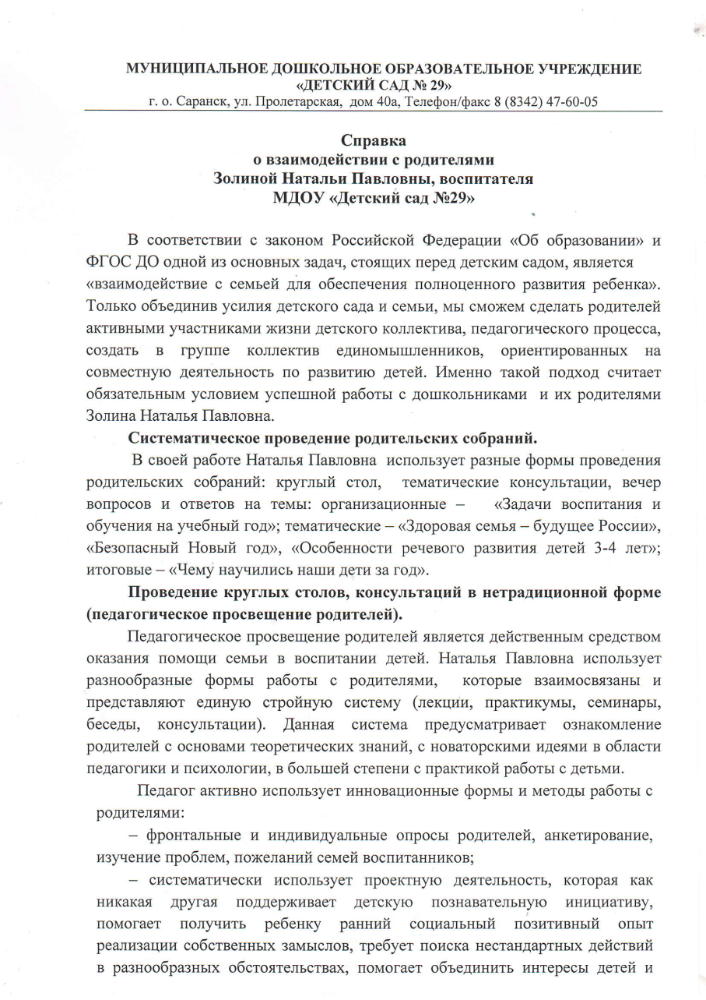 МУНИЦИПАЛЬНОЕ ДОШКОЛЬНОЕ ОБРАЗОВАТЕЛЬНОЕ УЧРЕЖДЕНИЕ
«ДЕТСКИЙ САД № 29»
г. о. Саранск, ул. Пролетарская, дом 40а, Телефон/факс 8 (8342) 47-60-05
Справка
о взаимодействии с родителями
Золиной Натальи Павловны, воспитателя
МДОУ «Детский сад №29»
В соответствии с законом Российской Федерации «Об образовании» и
ФГОС ДО одной из основных задач, стоящих перед детским садом, является
«взаимодействие с семьей для обеспечения полноценного развития ребенка».
Только объединив усилия детского сада и семьи, мы сможем сделать родителей
активными участниками жизни детского коллектива, педагогического процесса,
создать в группе коллектив единомышленников, ориентированных на
совместную деятельность по развитию детей. Именно такой подход считает
обязательным условием успешной работы с дошкольниками и их родителями
Золина Наталья Павловна.
Систематическое проведение родительских собраний.
В своей работе Наталья Павловна использует разные формы проведения
родительских собраний: круглый стол, тематические консультации, вечер
вопросов и ответов на темы: организационные – «Задачи воспитания и
обучения на учебный год»; тематические – «Здоровая семья – будущее России»,
«Безопасный Новый год», «Особенности речевого развития детей 3-4 лет»;
итоговые – «Чему научились наши дети за год».
Проведение круглых столов, консультаций в нетрадиционной форме
(педагогическое просвещение родителей).
Педагогическое просвещение родителей является действенным средством
оказания помощи семьи в воспитании детей. Наталья Павловна использует
разнообразные формы работы с родителями, которые взаимосвязаны и
представляют единую стройную систему (лекции, практикумы, семинары,
беседы, консультации). Данная система предусматривает ознакомление
родителей с основами теоретических знаний, с новаторскими идеями в области
педагогики и психологии, в большей степени с практикой работы с детьми.
Педагог активно использует инновационные формы и методы работы с
родителями:
– фронтальные и индивидуальные опросы родителей, анкетирование,
изучение проблем, пожеланий семей воспитанников;
– систематически использует проектную деятельность, которая как
никакая другая поддерживает детскую познавательную инициативу,
помогает получить ребенку ранний социальный позитивный опыт
реализации собственных замыслов, требует поиска нестандартных действий
в разнообразных обстоятельствах, помогает объединить интересы детей и